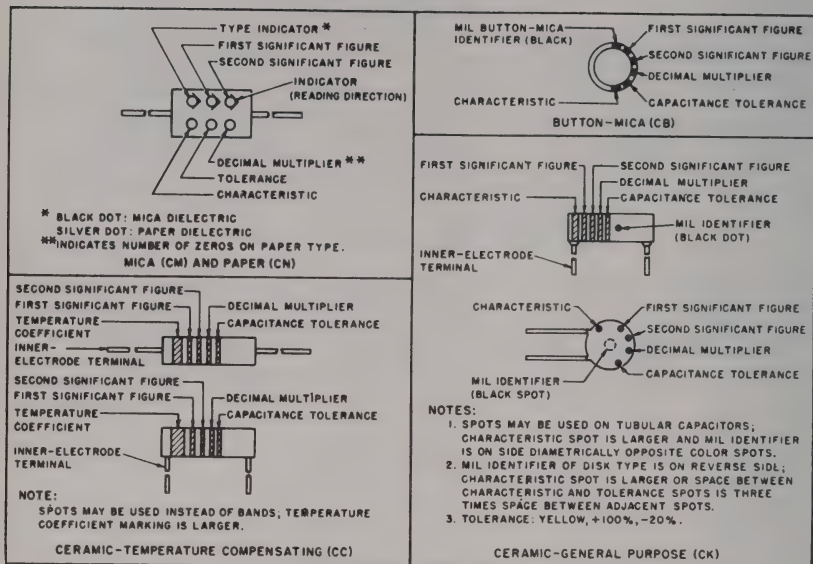 TYPE INDICATOR *
FIRST SIGNIFICANT FIGURE
SECOND SIGNIFICANT FIGURE
INDICATOR
(READING DIRECTION)
DECIMAL MULTIPLIER **
TOLERANCE
CHARACTERISTIC
* BLACK DOT: MICA DIELECTRIC
SILVER DOT: PAPER DIELECTRIC
**INDICATES NUMBER OF ZEROS ON PAPER TYPE.
MICA (CM) AND PAPER (CN)
MIL BUTTON-MICA
IDENTIFIER (BLACK)
FIRST SIGNIFICANT FIGURE
SECOND SIGNIFICANT FIGURE
DECIMAL MULTIPLIER
CHARACTERISTIC
CAPACITANCE TOLERANCE
BUTTON-MICA (CB)
SECOND SIGNIFICANT FIGURE
FIRST SIGNIFICANT FIGURE
DECIMAL MULTIPLIER
TEMPERATURE
COEFFICIENT
CAPACITANCE TOLERANCE
INNER-
ELECTRODE TERMINAL
SECOND SIGNIFICANT FIGURE
FIRST SIGNIFICANT FIGURE
DECIMAL MULTIPLIER
TEMPERATURE
COEFFICIENT
CAPACITANCE TOLERANCE
INNER-ELECTRODE
TERMINAL
NOTE:
SPOTS MAY BE USED INSTEAD OF BANDS; TEMPERATURE
COEFFICIENT MARKING IS LARGER.
CERAMIC-TEMPERATURE COMPENSATING (CC)
FIRST SIGNIFICANT FIGURE
SECOND SIGNIFICANT FIGURE
DECIMAL MULTIPLIER
CHARACTERISTIC
CAPACITANCE TOLERANCE
MIL IDENTIFIER
(BLACK DOT)
INNER-ELECTRODE
TERMINAL
CHARACTERISTIC
FIRST SIGNIFICANT FIGURE
SECOND SIGNIFICANT FIGURE
DECIMAL MULTIPLIER
CAPACITANCE TOLERANCE
MIL IDENTIFIER
(BLACK SPOT)
NOTES:
1. SPOTS MAY BE USED ON TUBULAR CAPACITORS;
CHARACTERISTIC SPOT IS LARGER AND MIL IDENTIFIER
IS ON SIDE DIAMETRICALLY OPPOSITE COLOR SPOTS.
2. MIL IDENTIFIER OF DISK TYPE IS ON REVERSE SIDE;
CHARACTERISTIC SPOT IS LARGER OR SPACE BETWEEN
CHARACTERISTIC AND TOLERANCE SPOTS IS THREE
TIMES SPACE BETWEEN ADJACENT SPOTS.
3. TOLERANCE: YELLOW, +100%, -20%.
CERAMIC-GENERAL PURPOSE (CK)